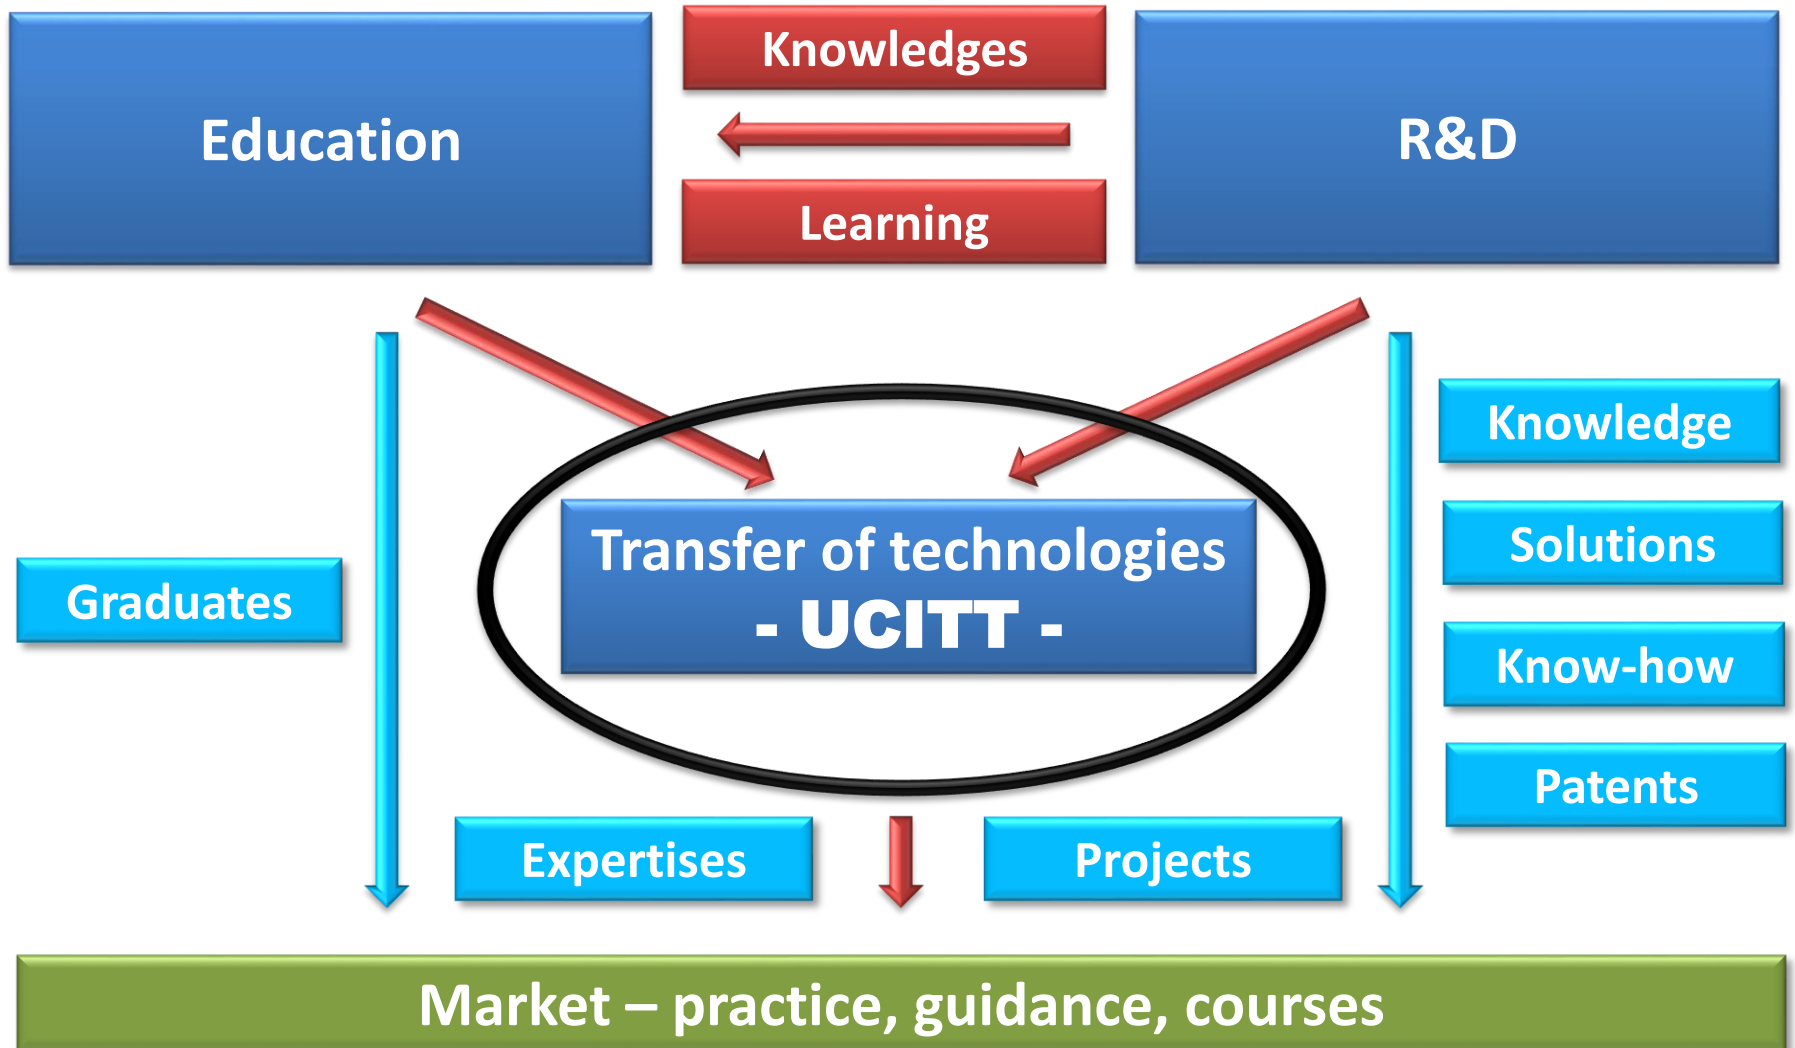 Education
Knowledges
Learning
R&D
Transfer of technologies
- UCITT -
Graduates
Knowledge
Solutions
Know-how
Patents
Expertises
Projects
Market – practice, guidance, courses